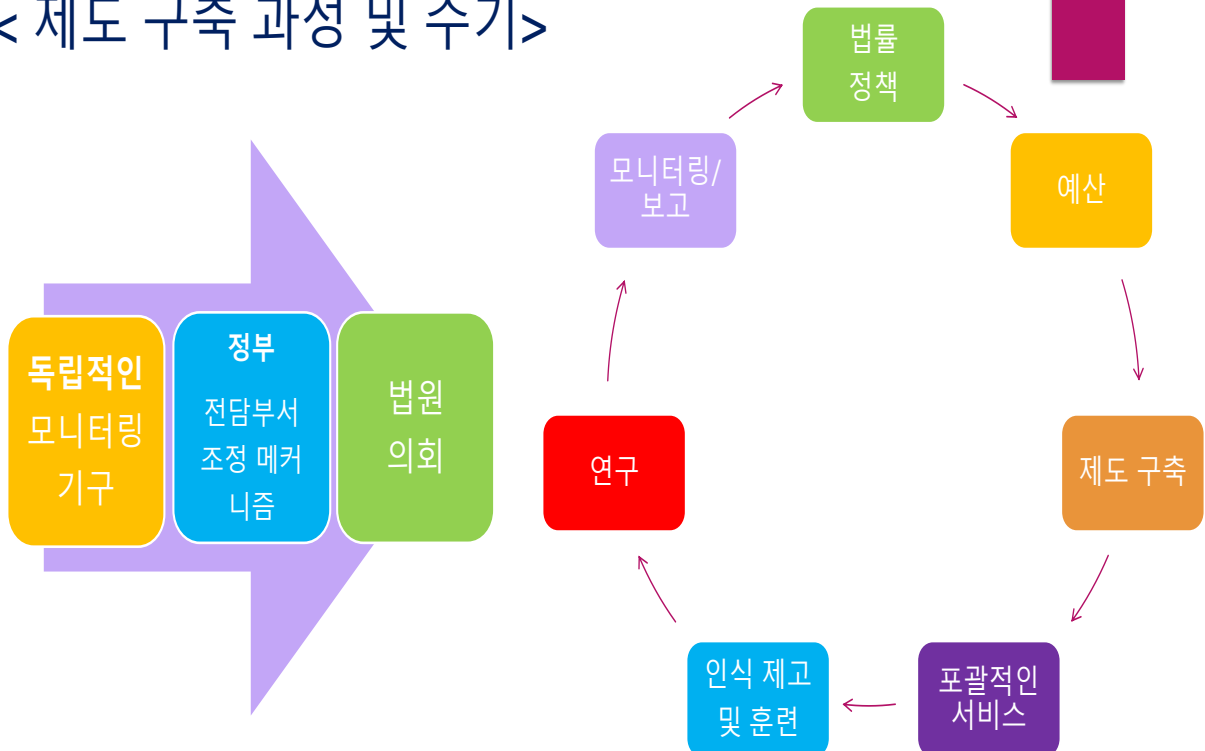 < 제도 구축 과정 및 주기>
독립적인
모니터링
기구
정부
전담부서
조정 메커
니즘
법원
의회
법률
정책
예산
제도 구축
포괄적인
서비스
인식 제고
및 훈련
연구
모니터링/
보고